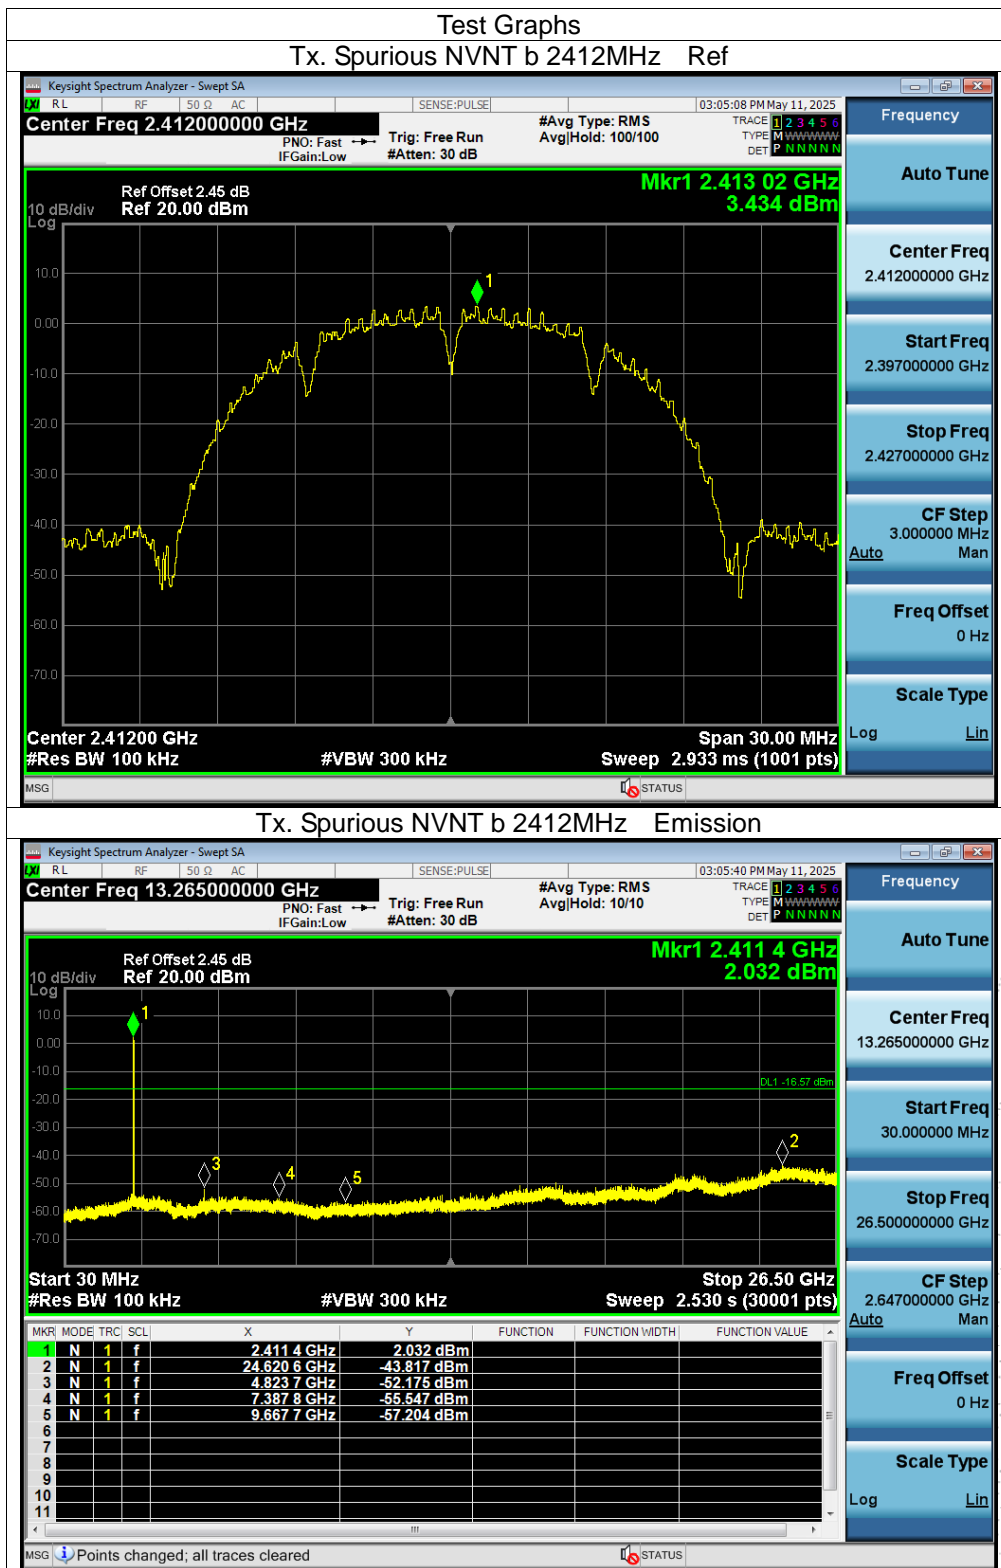 Test Graphs
Tx. Spurious NVNT b 2412MHz Ref
Keysight Spectrum Analyzer - Swept SA
LXI RL RF 50 Ω AC SENSE:PULSE 03:05:08 PM May 11, 2025
Center Freq 2.412000000 GHz #Avg Type: RMS TRACE 1 2 3 4 5 6
PNO: Fast Trig: Free Run Avg|Hold: 100/100 TYPE M WWWWW
IFGain:Low #Atten: 30 dB DET P N N N N N
Mkr1 2.413 02 GHz
3.434 dBm
Ref Offset 2.45 dB
10 dB/div Ref 20.00 dBm
Log
10.0
0.00
-10.0
-20.0
-30.0
-40.0
-50.0
-60.0
-70.0
1
Center 2.41200 GHz Span 30.00 MHz
#Res BW 100 kHz #VBW 300 kHz Sweep 2.933 ms (1001 pts)
MSG STATUS
Frequency
Auto Tune
Center Freq
2.412000000 GHz
Start Freq
2.397000000 GHz
Stop Freq
2.427000000 GHz
CF Step
3.000000 MHz
Auto Man
Freq Offset
0 Hz
Scale Type
Log Lin
Tx. Spurious NVNT b 2412MHz Emission
Keysight Spectrum Analyzer - Swept SA
LXI RL RF 50 Ω AC SENSE:PULSE 03:05:40 PM May 11, 2025
Center Freq 13.265000000 GHz #Avg Type: RMS TRACE 1 2 3 4 5 6
PNO: Fast Trig: Free Run Avg|Hold: 10/10 TYPE M WWWWW
IFGain:Low #Atten: 30 dB DET P N N N N N
Mkr1 2.411 4 GHz
2.032 dBm
Ref Offset 2.45 dB
10 dB/div Ref 20.00 dBm
Log
10.0
0.00
-10.0
-20.0
-30.0
-40.0
-50.0
-60.0
-70.0
1
DL1 -16.57 dBm
2
3
4
5
Start 30 MHz Stop 26.50 GHz
#Res BW 100 kHz #VBW 300 kHz Sweep 2.530 s (30001 pts)
MKR MODE TRC SCL X Y FUNCTION FUNCTION WIDTH FUNCTION VALUE
1 N 1 f 2.411 4 GHz 2.032 dBm
2 N 1 f 24.620 6 GHz -43.817 dBm
3 N 1 f 4.823 7 GHz -52.175 dBm
4 N 1 f 7.387 8 GHz -55.547 dBm
5 N 1 f 9.667 7 GHz -57.204 dBm
6
7
8
9
10
11
MSG Points changed; all traces cleared STATUS
Frequency
Auto Tune
Center Freq
13.265000000 GHz
Start Freq
30.000000 MHz
Stop Freq
26.500000000 GHz
CF Step
2.647000000 GHz
Auto Man
Freq Offset
0 Hz
Scale Type
Log Lin